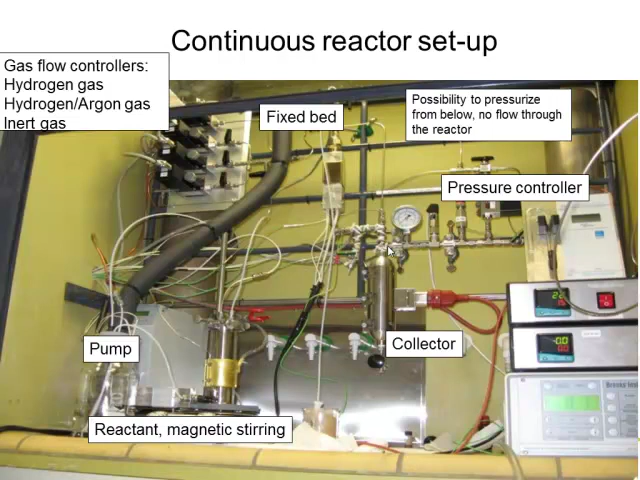 Continuous reactor set-up
Gas flow controllers:
Hydrogen gas
Hydrogen/Argon gas
Inert gas
Fixed bed
Possibility to pressurize
from below, no flow through
the reactor
Pressure controller
Pump
Collector
Reactant, magnetic stirring